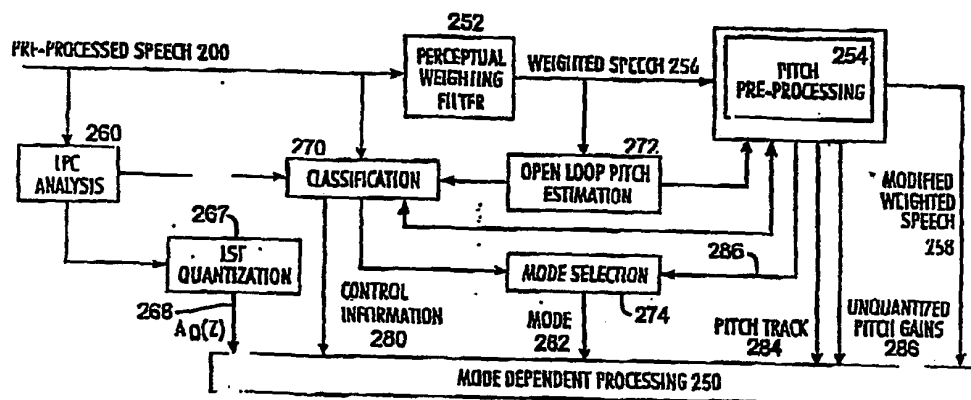 252
PRE-PROCESSED SPEECH 200
PERCEPTUAL
WEIGHTING
FILTER
WEIGHTED SPEECH 256
254
PITCH
PRE-PROCESSING
260
LPC
ANALYSIS
270
CLASSIFICATION
272
OPEN LOOP PITCH
ESTIMATION
MODIFIED
WEIGHTED
SPEECH
258
267
LSF
QUANTIZATION
286
MODE SELECTION
274
268
AQ(Z)
CONTROL
INFORMATION
280
MODE
282
PITCH TRACK
284
UNQUANTIZED
PITCH GAINS
286
MODE DEPENDENT PROCESSING 250